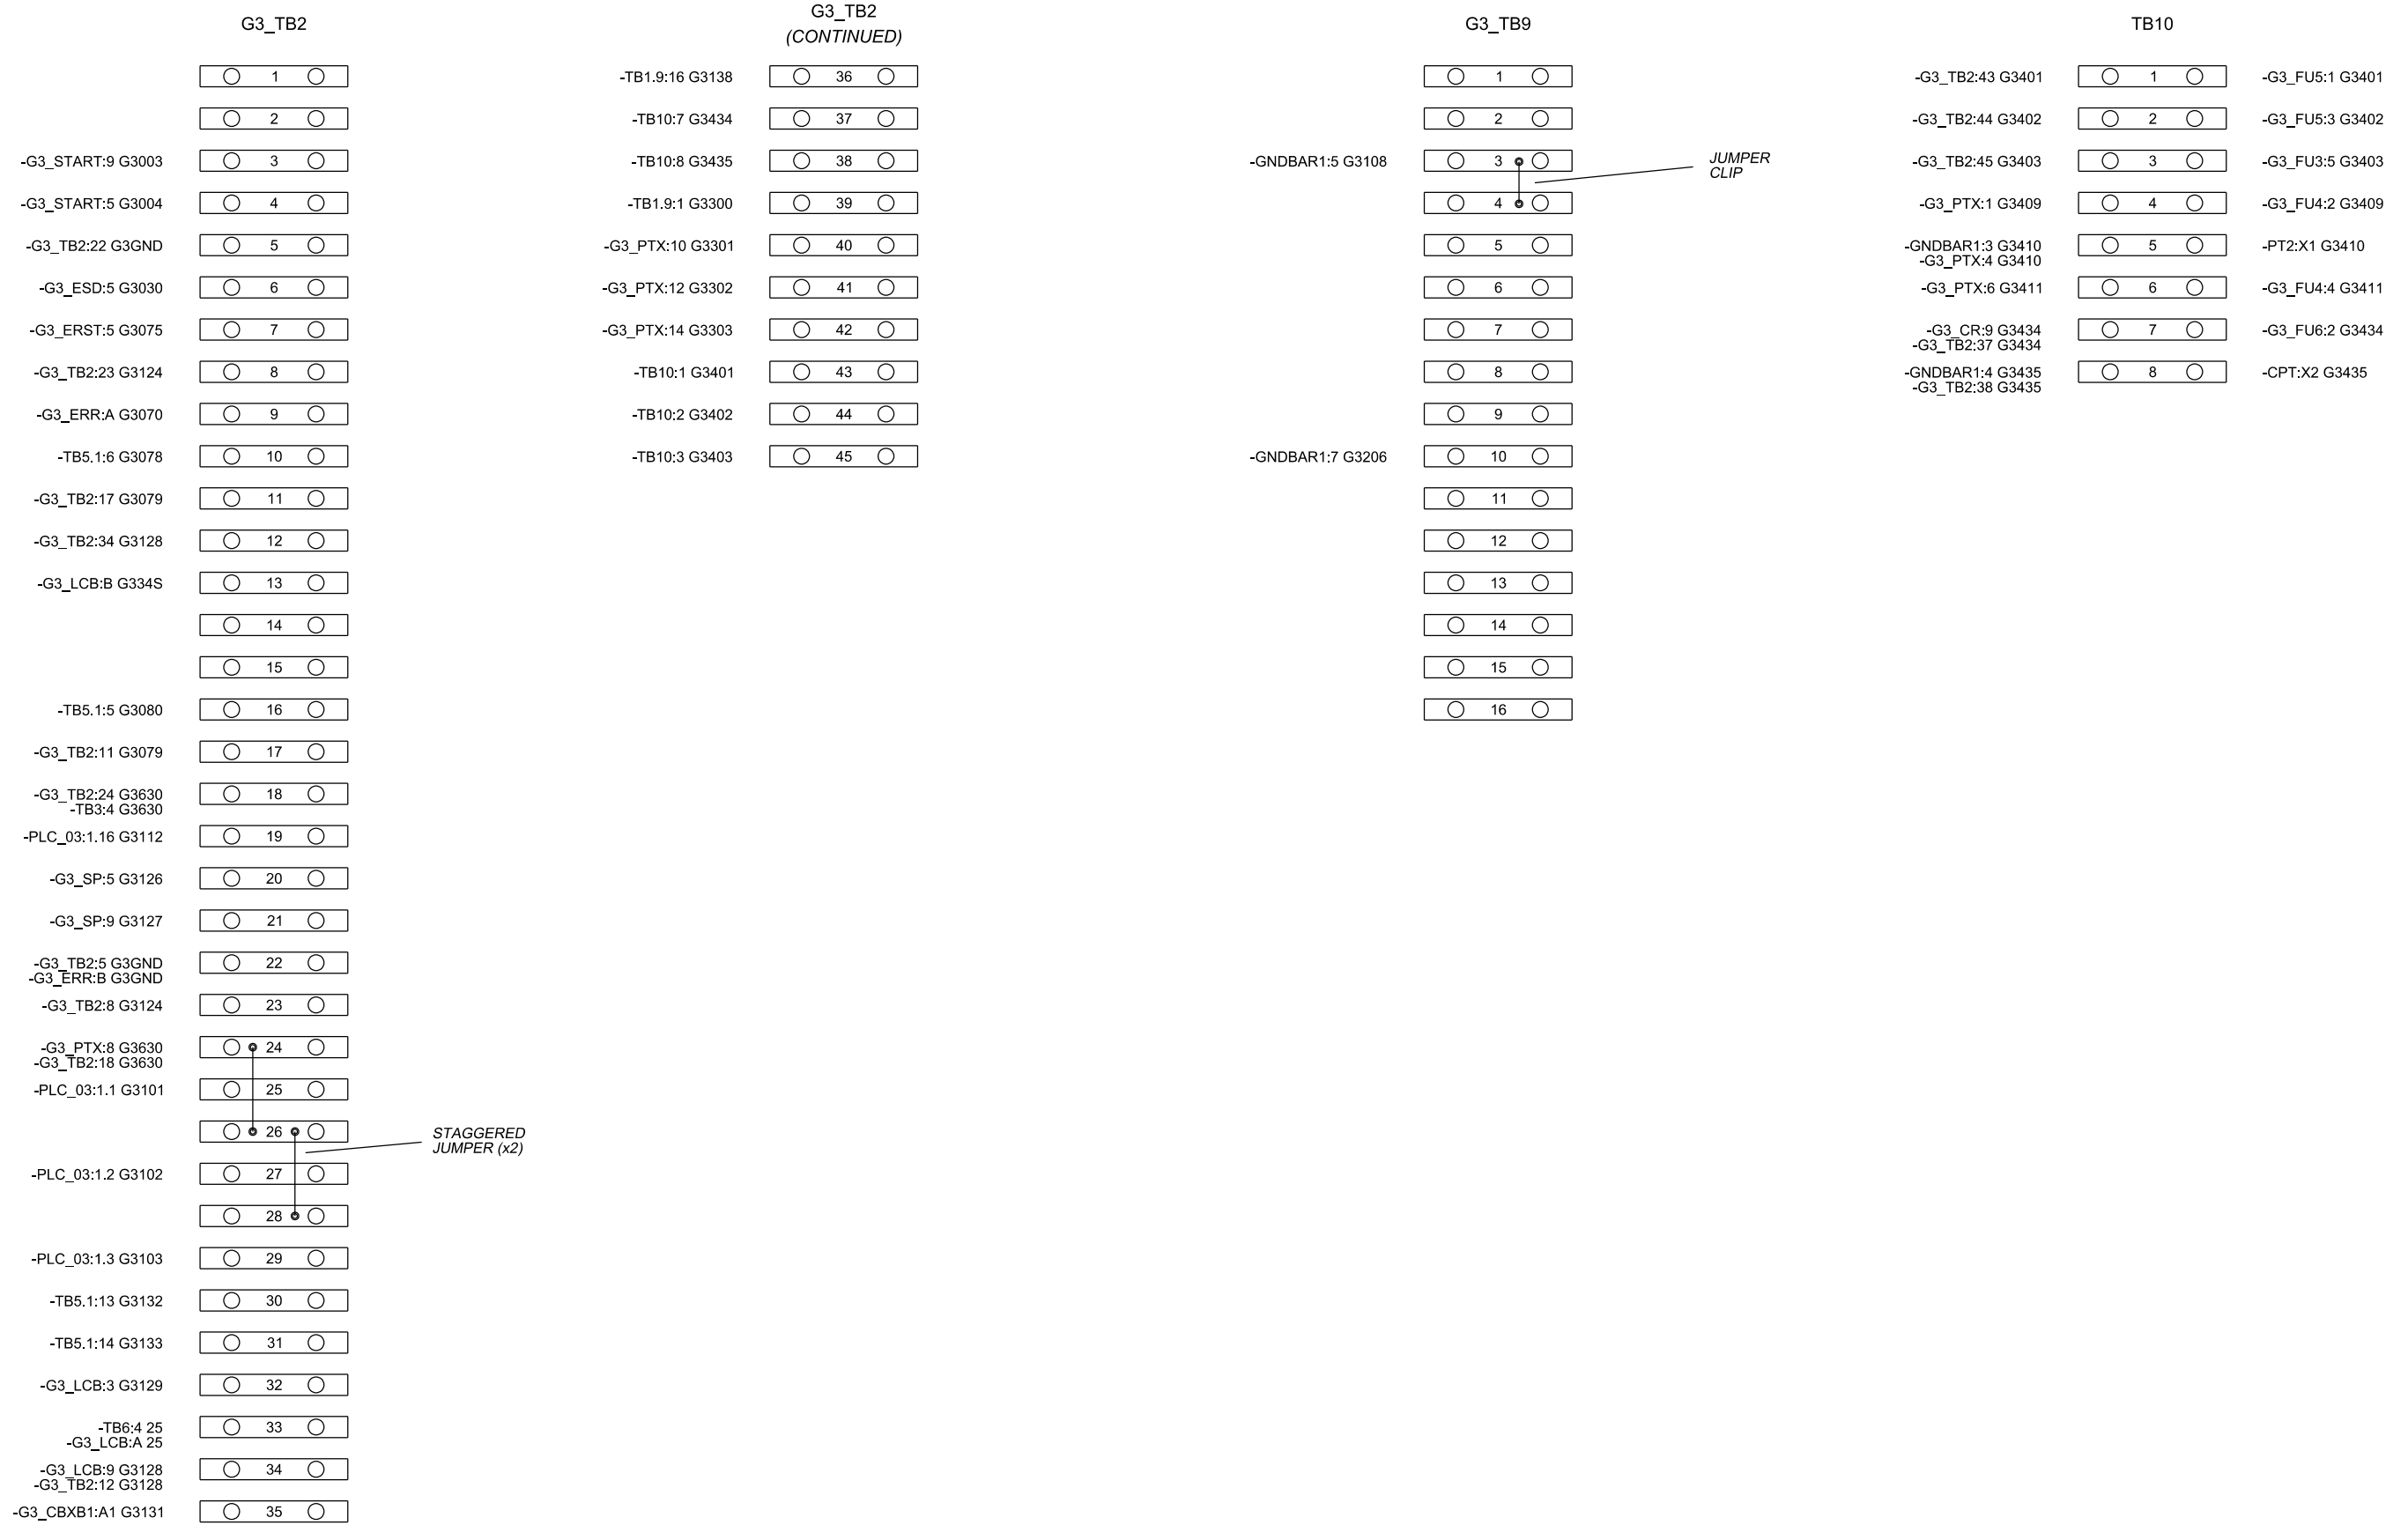 G3_TB2
1
2
-G3_START:9 G3003 3
-G3_START:5 G3004 4
-G3_TB2:22 G3GND 5
-G3_ESD:5 G3030 6
-G3_ERST:5 G3075 7
-G3_TB2:23 G3124 8
-G3_ERR:A G3070 9
-TB5.1:6 G3078 10
-G3_TB2:17 G3079 11
-G3_TB2:34 G3128 12
-G3_LCB:B G334S 13
14
15
-TB5.1:5 G3080 16
-G3_TB2:11 G3079 17
-G3_TB2:24 G3630 18
-TB3:4 G3630
-PLC_03:1.16 G3112 19
-G3_SP:5 G3126 20
-G3_SP:9 G3127 21
-G3_TB2:5 G3GND 22
-G3_ERR:B G3GND
-G3_TB2:8 G3124 23
-G3_PTX:8 G3630 24
-G3_TB2:18 G3630
-PLC_03:1.1 G3101 25
26
STAGGERED
JUMPER (x2)
-PLC_03:1.2 G3102 27
28
-PLC_03:1.3 G3103 29
-TB5.1:13 G3132 30
-TB5.1:14 G3133 31
-G3_LCB:3 G3129 32
-TB6:4 25 33
-G3_LCB:A 25
-G3_LCB:9 G3128 34
-G3_TB2:12 G3128
-G3_CBXB1:A1 G3131 35
G3_TB2
(CONTINUED)
-TB1.9:16 G3138 36
-TB10:7 G3434 37
-TB10:8 G3435 38
-TB1.9:1 G3300 39
-G3_PTX:10 G3301 40
-G3_PTX:12 G3302 41
-G3_PTX:14 G3303 42
-TB10:1 G3401 43
-TB10:2 G3402 44
-TB10:3 G3403 45
G3_TB9
1
2
-GNDBAR1:5 G3108 3
JUMPER
CLIP
4
5
6
7
8
9
-GNDBAR1:7 G3206 10
11
12
13
14
15
16
TB10
-G3_TB2:43 G3401 1 -G3_FU5:1 G3401
-G3_TB2:44 G3402 2 -G3_FU5:3 G3402
-G3_TB2:45 G3403 3 -G3_FU3:5 G3403
-G3_PTX:1 G3409 4 -G3_FU4:2 G3409
-GNDBAR1:3 G3410 5 -PT2:X1 G3410
-G3_PTX:4 G3410
-G3_PTX:6 G3411 6 -G3_FU4:4 G3411
-G3_CR:9 G3434 7 -G3_FU6:2 G3434
-G3_TB2:37 G3434
-GNDBAR1:4 G3435 8 -CPT:X2 G3435
-G3_TB2:38 G3435